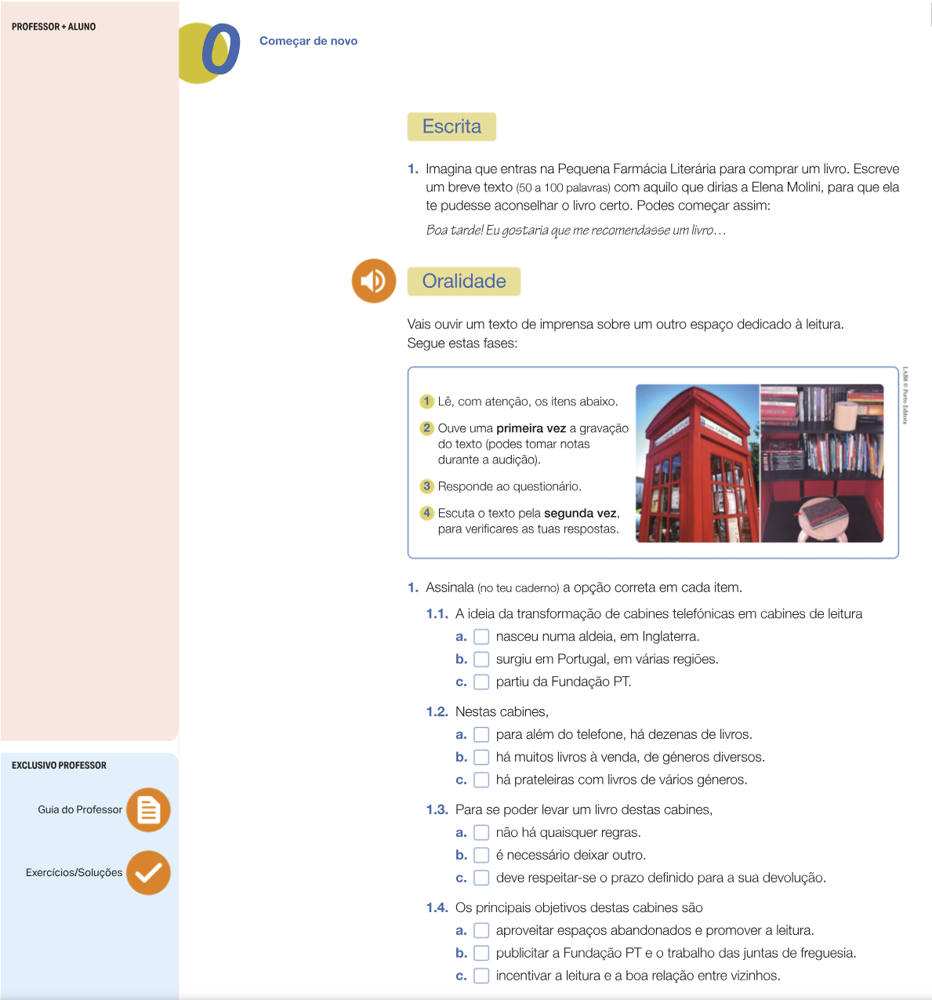 PROFESSOR + ALUNO
0
Começar de novo
Escrita
1. Imagina que entras na Pequena Farmácia Literária para comprar um livro. Escreve
um breve texto (50 a 100 palavras) com aquilo que dirias a Elena Molini, para que ela
te pudesse aconselhar o livro certo. Podes começar assim:
Boa tarde! Eu gostaria que me recomendasse um livro…
Oralidade
Vais ouvir um texto de imprensa sobre um outro espaço dedicado à leitura.
Segue estas fases:
1 Lê, com atenção, os itens abaixo.
2 Ouve uma primeira vez a gravação
do texto (podes tomar notas
durante a audição).
3 Responde ao questionário.
4 Escuta o texto pela segunda vez,
para verificares as tuas respostas.
LAB8 © Porto Editora
1. Assinala (no teu caderno) a opção correta em cada item.
1.1. A ideia da transformação de cabines telefónicas em cabines de leitura
a. nasceu numa aldeia, em Inglaterra.
b. surgiu em Portugal, em várias regiões.
c. partiu da Fundação PT.
1.2. Nestas cabines,
a. para além do telefone, há dezenas de livros.
b. há muitos livros à venda, de géneros diversos.
c. há prateleiras com livros de vários géneros.
1.3. Para se poder levar um livro destas cabines,
a. não há quaisquer regras.
b. é necessário deixar outro.
c. deve respeitar-se o prazo definido para a sua devolução.
1.4. Os principais objetivos destas cabines são
a. aproveitar espaços abandonados e promover a leitura.
b. publicitar a Fundação PT e o trabalho das juntas de freguesia.
c. incentivar a leitura e a boa relação entre vizinhos.
EXCLUSIVO PROFESSOR
Guia do Professor
Exercícios/Soluções